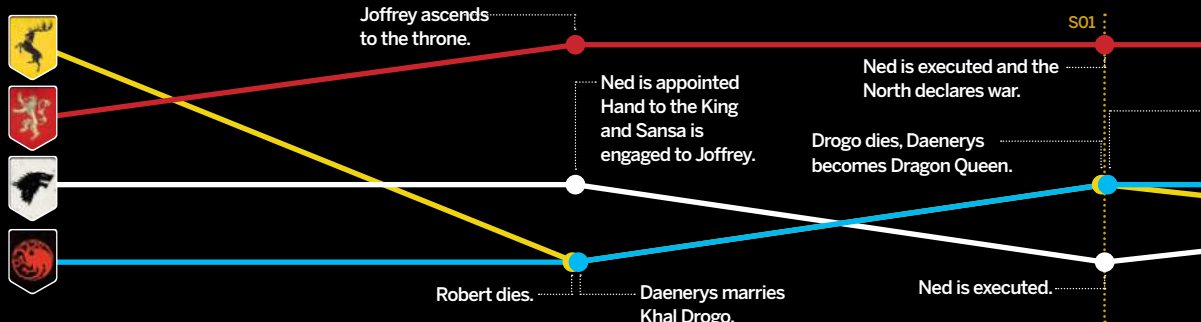 Joffrey ascends
to the throne.
S01
Ned is appointed
Hand to the King
and Sansa is
engaged to Joffrey.
Ned is executed and the
North declares war.
Drogo dies, Daenerys
becomes Dragon Queen.
Robert dies.
Daenerys marries
Khal Drogo.
Ned is executed.